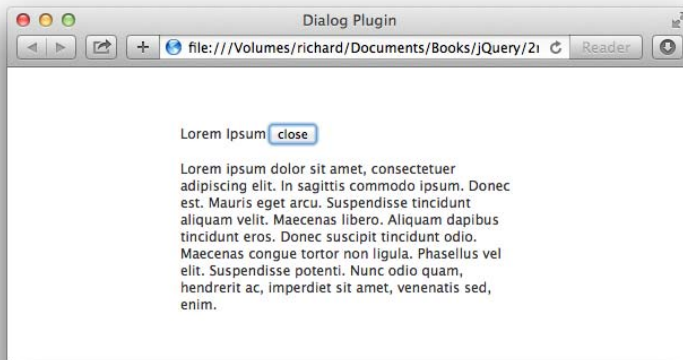 Dialog Plugin
file:///Volumes/richard/Documents/Books/jQuery/2
Reader
Lorem Ipsum close
Lorem ipsum dolor sit amet, consectetuer
adipiscing elit. In sagittis commodo ipsum. Donec
est. Mauris eget arcu. Suspendisse tincidunt
aliquam velit. Maecenas libero. Aliquam dapibus
tincidunt eros. Donec suscipit tincidunt odio.
Maecenas congue tortor non ligula. Phasellus vel
elit. Suspendisse potenti. Nunc odio quam,
hendrerit ac, imperdiet sit amet, venenatis sed,
enim.